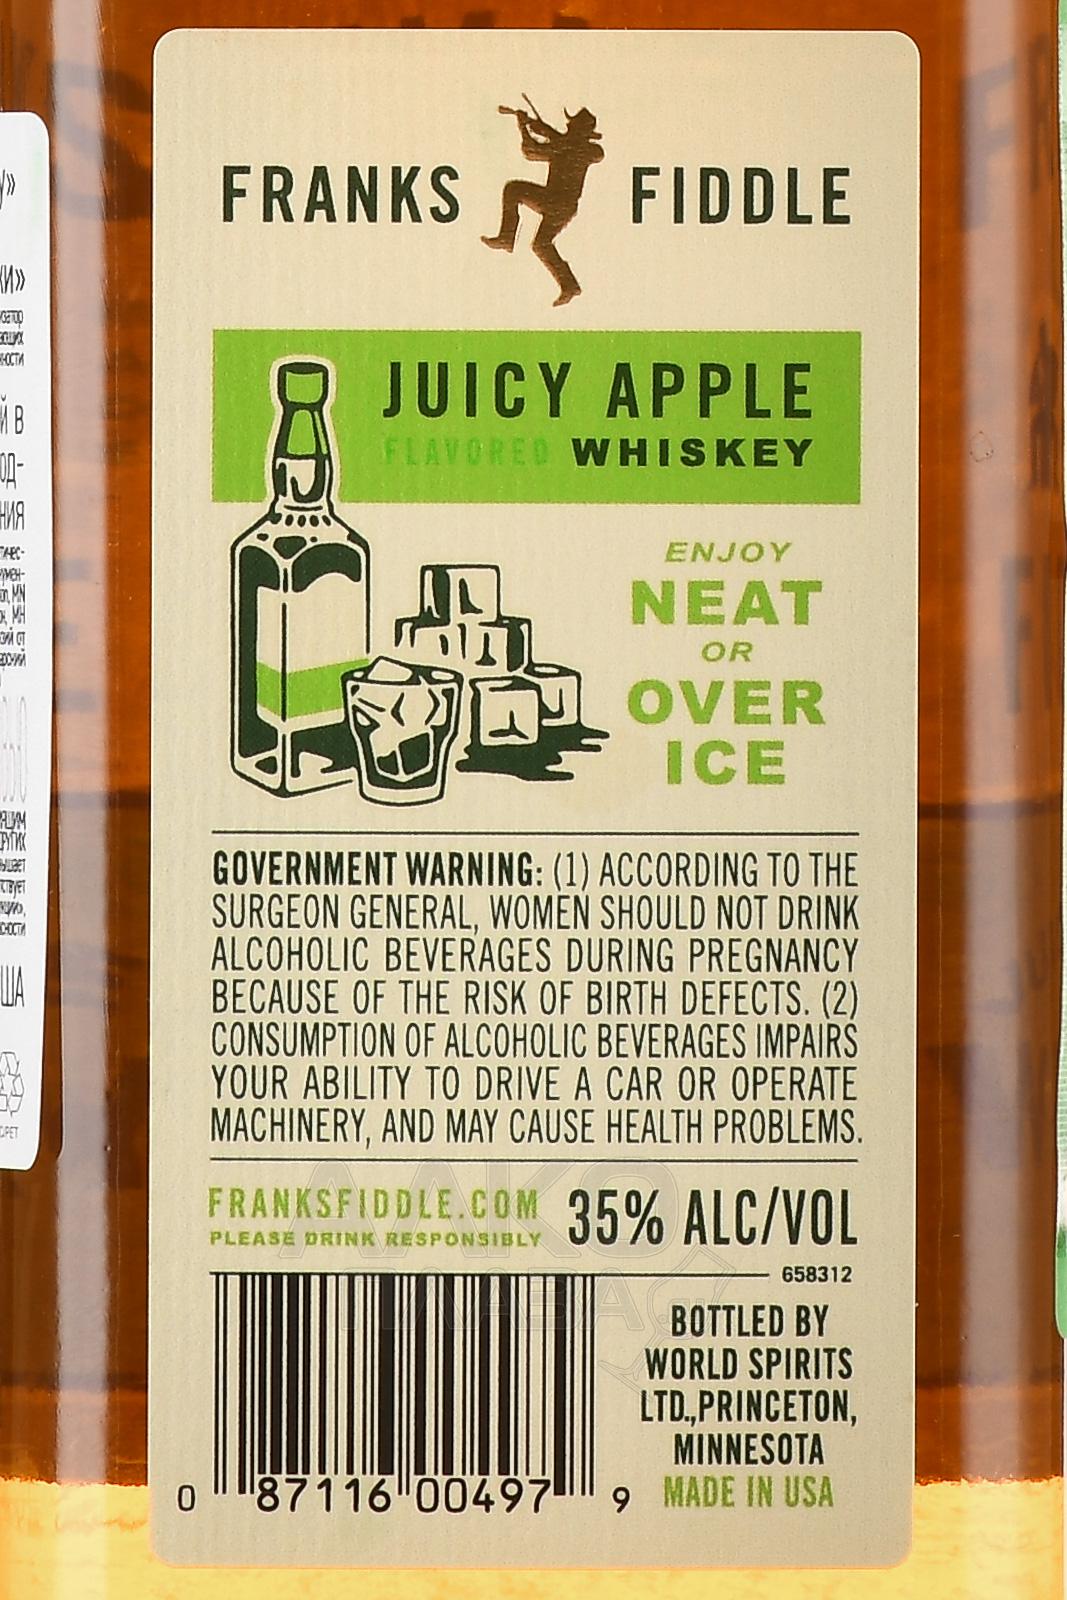 FRANKS FIDDLE
JUICY APPLE
FLAVORED WHISKEY
ENJOY
NEAT
OR
OVER
ICE
GOVERNMENT WARNING: (1) ACCORDING TO THE
SURGEON GENERAL, WOMEN SHOULD NOT DRINK
ALCOHOLIC BEVERAGES DURING PREGNANCY
BECAUSE OF THE RISK OF BIRTH DEFECTS. (2)
CONSUMPTION OF ALCOHOLIC BEVERAGES IMPAIRS
YOUR ABILITY TO DRIVE A CAR OR OPERATE
MACHINERY, AND MAY CAUSE HEALTH PROBLEMS.
FRANKSFIDDLE.COM
PLEASE DRINK RESPONSIBLY
35% ALC/VOL
658312
BOTTLED BY
WORLD SPIRITS
LTD.,PRINCETON,
MINNESOTA
MADE IN USA
0 87116 00497 9